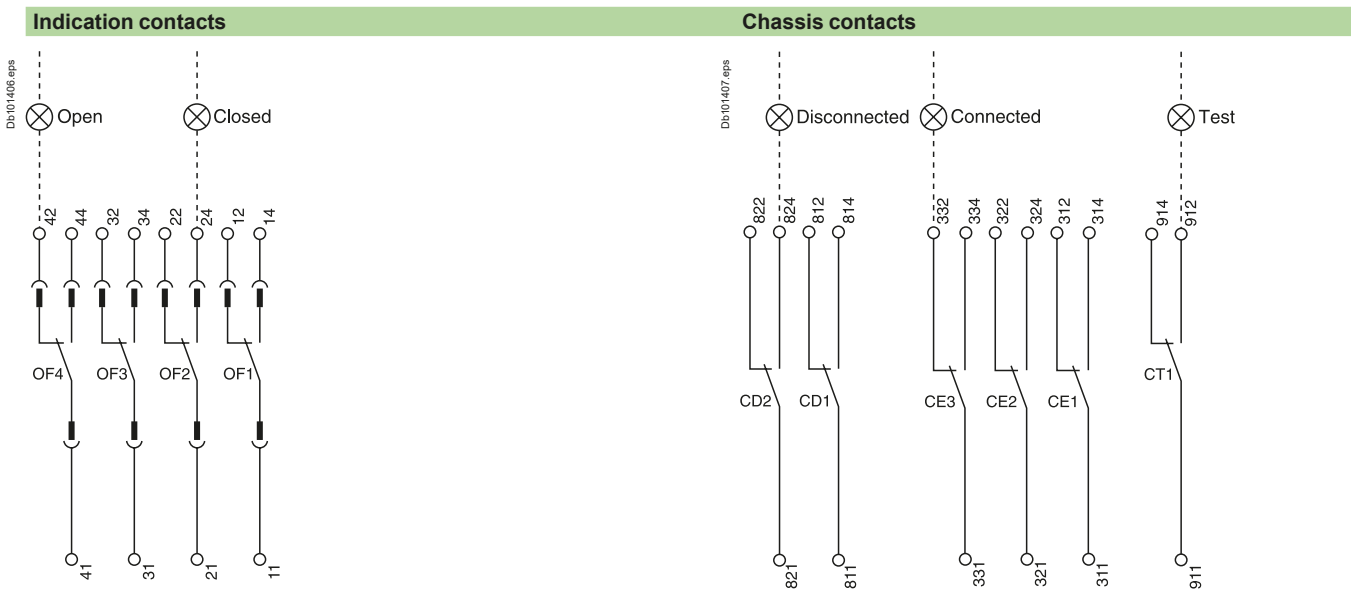 Indication contacts
Chassis contacts
Db101406.eps
Open
Closed
42
44
32
34
22
24
12
14
OF4
OF3
OF2
OF1
41
31
21
11
Db101407.eps
Disconnected
Connected
Test
822
824
812
814
332
334
322
324
312
314
914
912
CD2
CD1
CE3
CE2
CE1
CT1
821
811
331
321
311
911